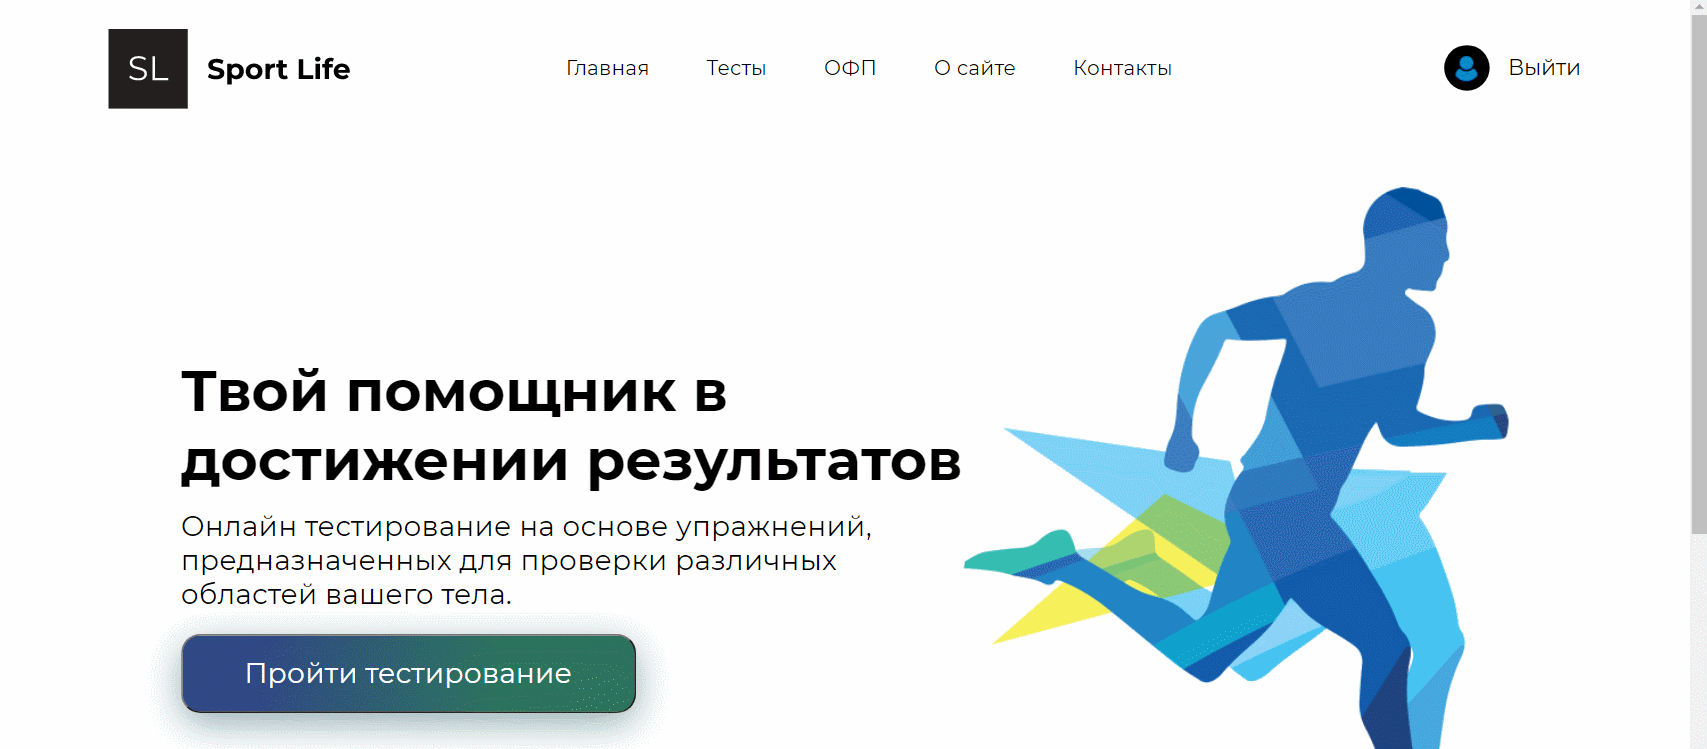 SL
Sport Life
Главная
Тесты
ОФП
О сайте
Контакты
Выйти
Твой помощник в
достижении результатов
Онлайн тестирование на основе упражнений,
предназначенных для проверки различных
областей вашего тела.
Пройти тестирование